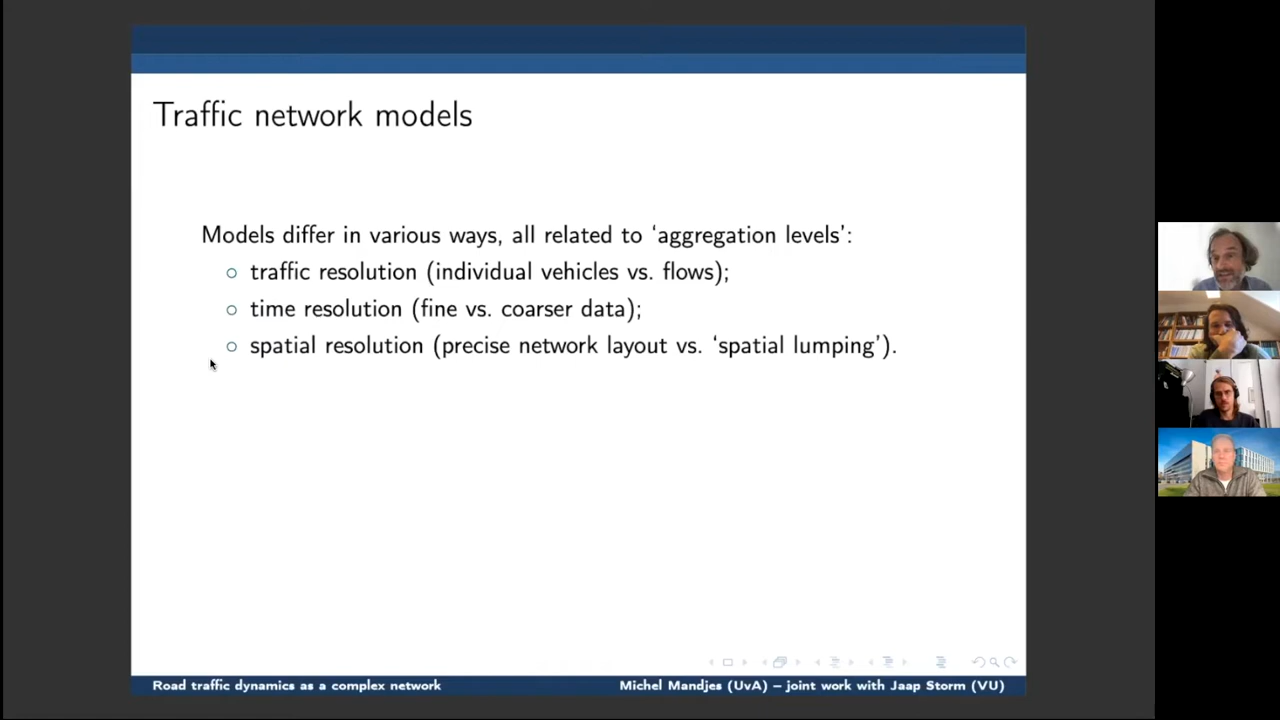 Traffic network models
Models differ in various ways, all related to ‘aggregation levels’:
traffic resolution (individual vehicles vs. flows);
time resolution (fine vs. coarser data);
spatial resolution (precise network layout vs. ‘spatial lumping’).
Road traffic dynamics as a complex network
Michel Mandjes (UvA) – joint work with Jaap Storm (VU)